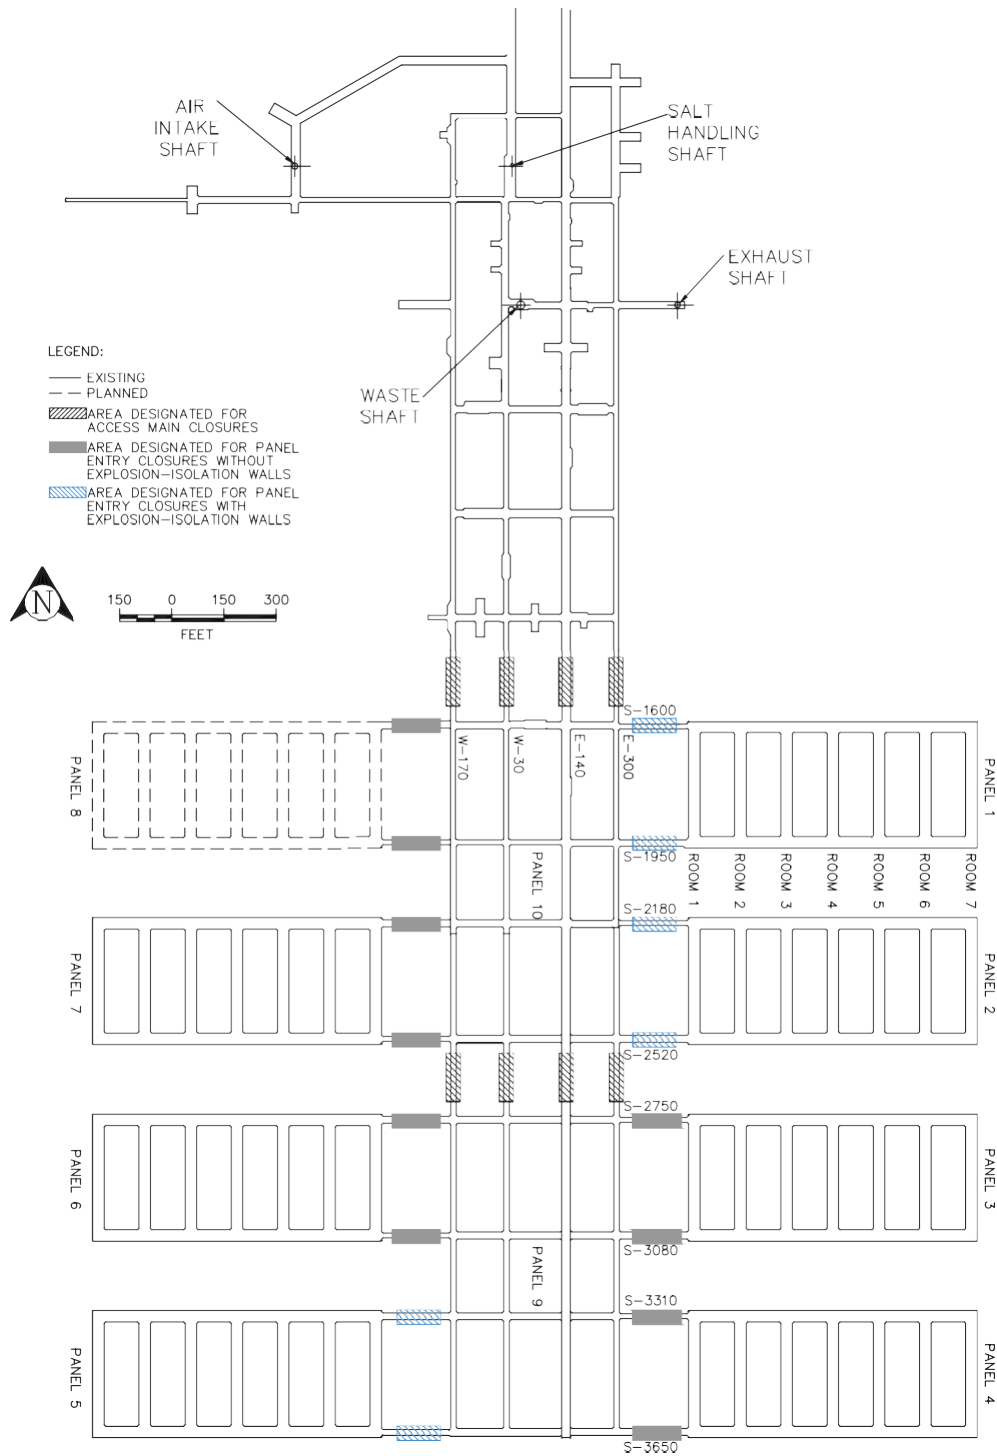 AIR
INTAKE
SHAFT
SALT
HANDLING
SHAFT
EXHAUST
SHAFT
WASTE
SHAFT
LEGEND:
EXISTING
PLANNED
AREA DESIGNATED FOR
ACCESS MAIN CLOSURES
AREA DESIGNATED FOR PANEL
ENTRY CLOSURES WITHOUT
EXPLOSION-ISOLATION WALLS
AREA DESIGNATED FOR PANEL
ENTRY CLOSURES WITH
EXPLOSION-ISOLATION WALLS
N
150 0 150 300
FEET
S-1600
W-170
W-30
E-140
E-300
PANEL 8
PANEL 1
S-1950
PANEL 10
ROOM 1
ROOM 2
ROOM 3
ROOM 4
ROOM 5
ROOM 6
ROOM 7
S-2180
PANEL 7
PANEL 2
S-2520
S-2750
PANEL 6
PANEL 3
S-3080
PANEL 9
S-3310
PANEL 5
PANEL 4
S-3650